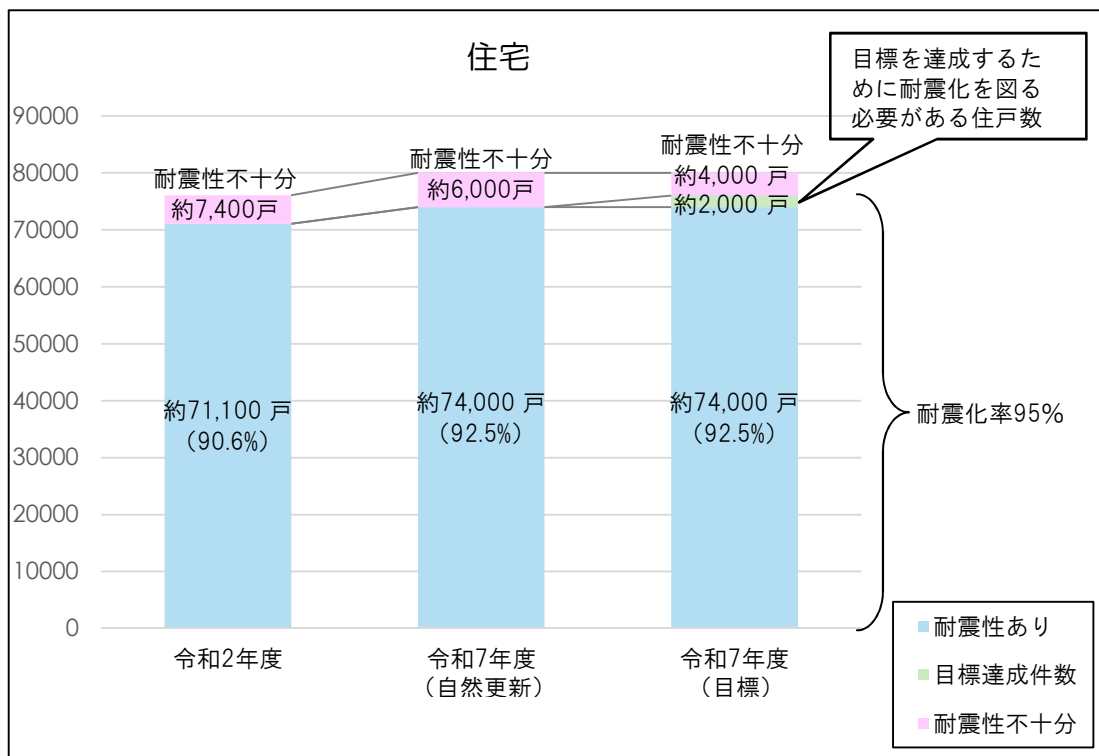 住宅
目標を達成するた
めに耐震化を図る
必要がある住戸数
90000
80000
70000
60000
50000
40000
30000
20000
10000
0
耐震性不十分
約7,400戸
約71,100 戸
（90.6%）
耐震性不十分
約6,000戸
約74,000 戸
（92.5%）
耐震性不十分
約4,000 戸
約2,000 戸
約74,000 戸
（92.5%）
耐震化率95%
令和2年度
令和7年度
（自然更新）
令和7年度
（目標）
耐震性あり
目標達成件数
耐震性不十分